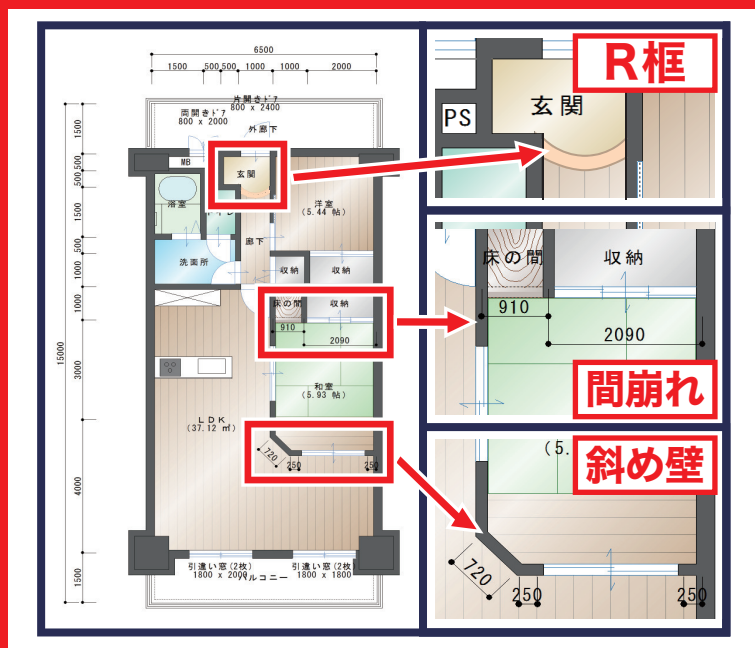 6500
1500 500 500 1000 1000 2000
片開きドア
800 x 2400
両開きドア
800 x 2000
外廊下
15000
1500
500
500
1500
500
1000
1000
3000
4000
1500
MB
玄関
浴室
トイレ
洋室
(5.44 帖)
廊下
洗面所
収納
収納
床の間
収納
910
2090
和室
(5.93 帖)
LDK
(37.12 ㎡)
720
250
250
引違い窓(2枚)
1800 x 2000
バルコニー
引違い窓(2枚)
1800 x 1800
R框
玄関
PS
床の間
収納
910
2090
間崩れ
(5.
斜め壁
720
250
250